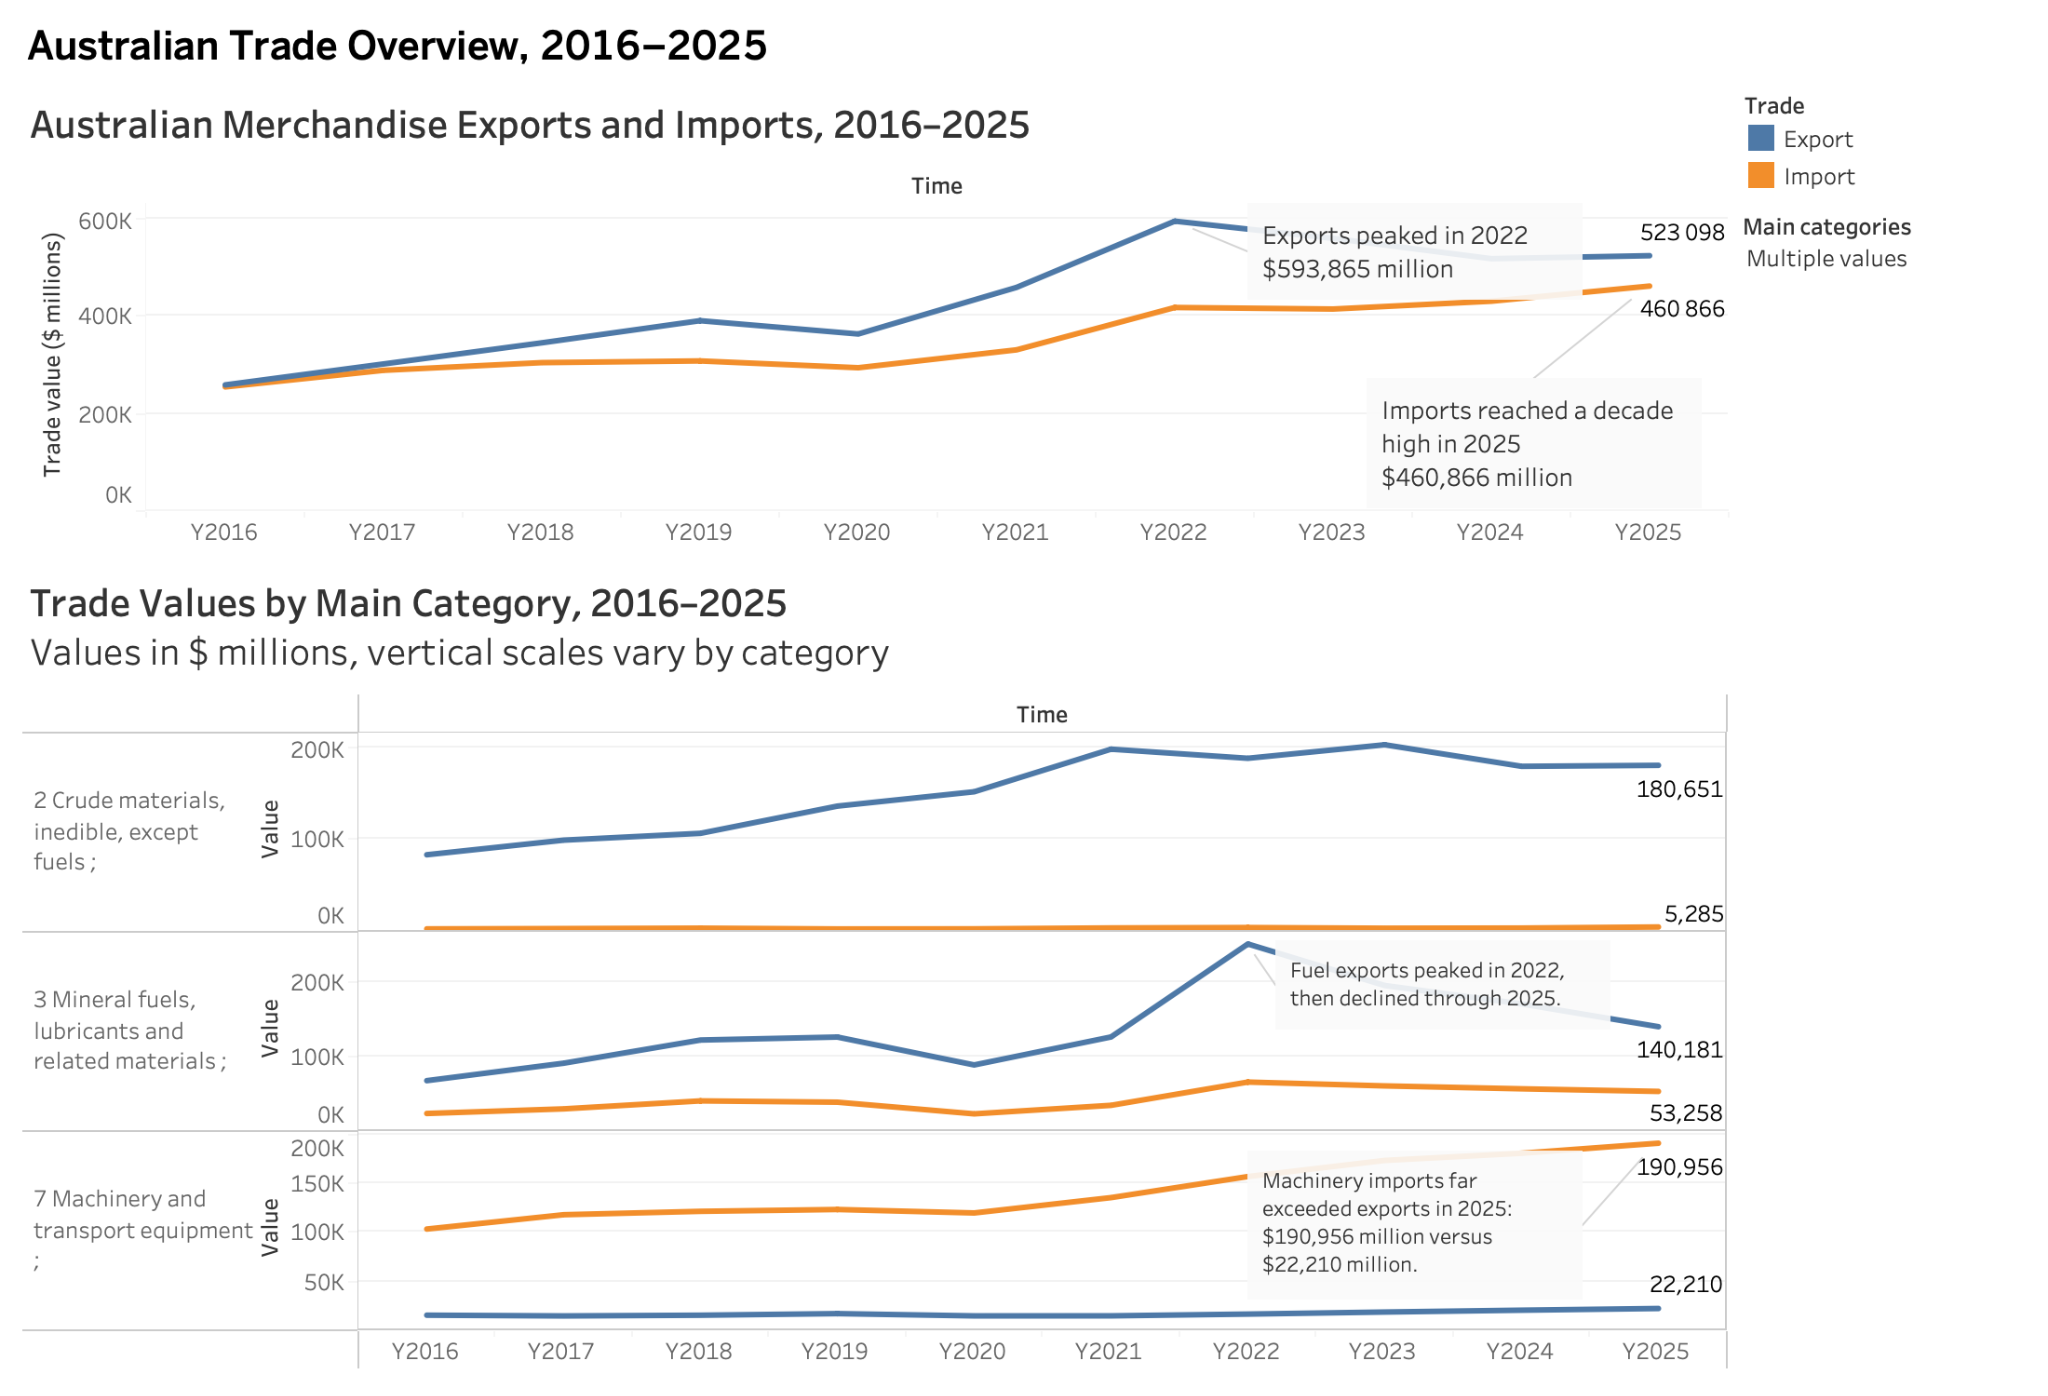 Australian Trade Overview, 2016–2025
Australian Merchandise Exports and Imports, 2016–2025
Trade
Export
Import
Main categories
Multiple values
Time
Trade value ($ millions)
600K
400K
200K
0K
Exports peaked in 2022
$593,865 million
523 098
460 866
Imports reached a decade
high in 2025
$460,866 million
Y2016 Y2017 Y2018 Y2019 Y2020 Y2021 Y2022 Y2023 Y2024 Y2025
Trade Values by Main Category, 2016–2025
Values in $ millions, vertical scales vary by category
Time
2 Crude materials,
inedible, except
fuels ;
Value
200K
100K
0K
180,651
5,285
3 Mineral fuels,
lubricants and
related materials ;
Value
200K
100K
0K
Fuel exports peaked in 2022,
then declined through 2025.
140,181
53,258
7 Machinery and
transport equipment
;
Value
200K
150K
100K
50K
Machinery imports far
exceeded exports in 2025:
$190,956 million versus
$22,210 million.
190,956
22,210
Y2016 Y2017 Y2018 Y2019 Y2020 Y2021 Y2022 Y2023 Y2024 Y2025